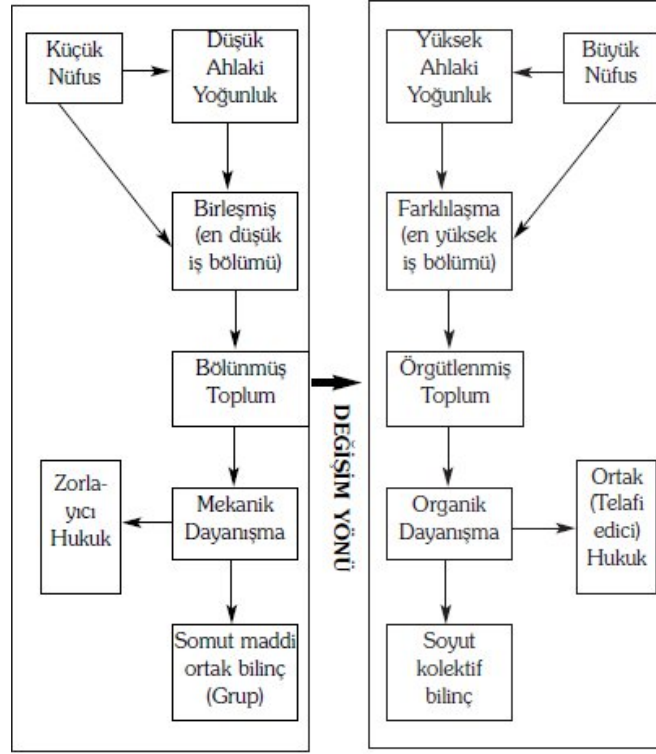 Küçük
Nüfus
Düşük
Ahlaki
Yoğunluk
Birleşmiş
(en düşük
iş bölümü)
Bölünmüş
Toplum
Zorla-
yıcı
Hukuk
Mekanik
Dayanışma
Somut maddi
ortak bilinç
(Grup)
DEĞİŞİM YÖNÜ
Yüksek
Ahlaki
Yoğunluk
Büyük
Nüfus
Farklılaşma
(en yüksek
iş bölümü)
Örgütlenmiş
Toplum
Organik
Dayanışma
Ortak
(Telafi
edici)
Hukuk
Soyut
kolektif
bilinç